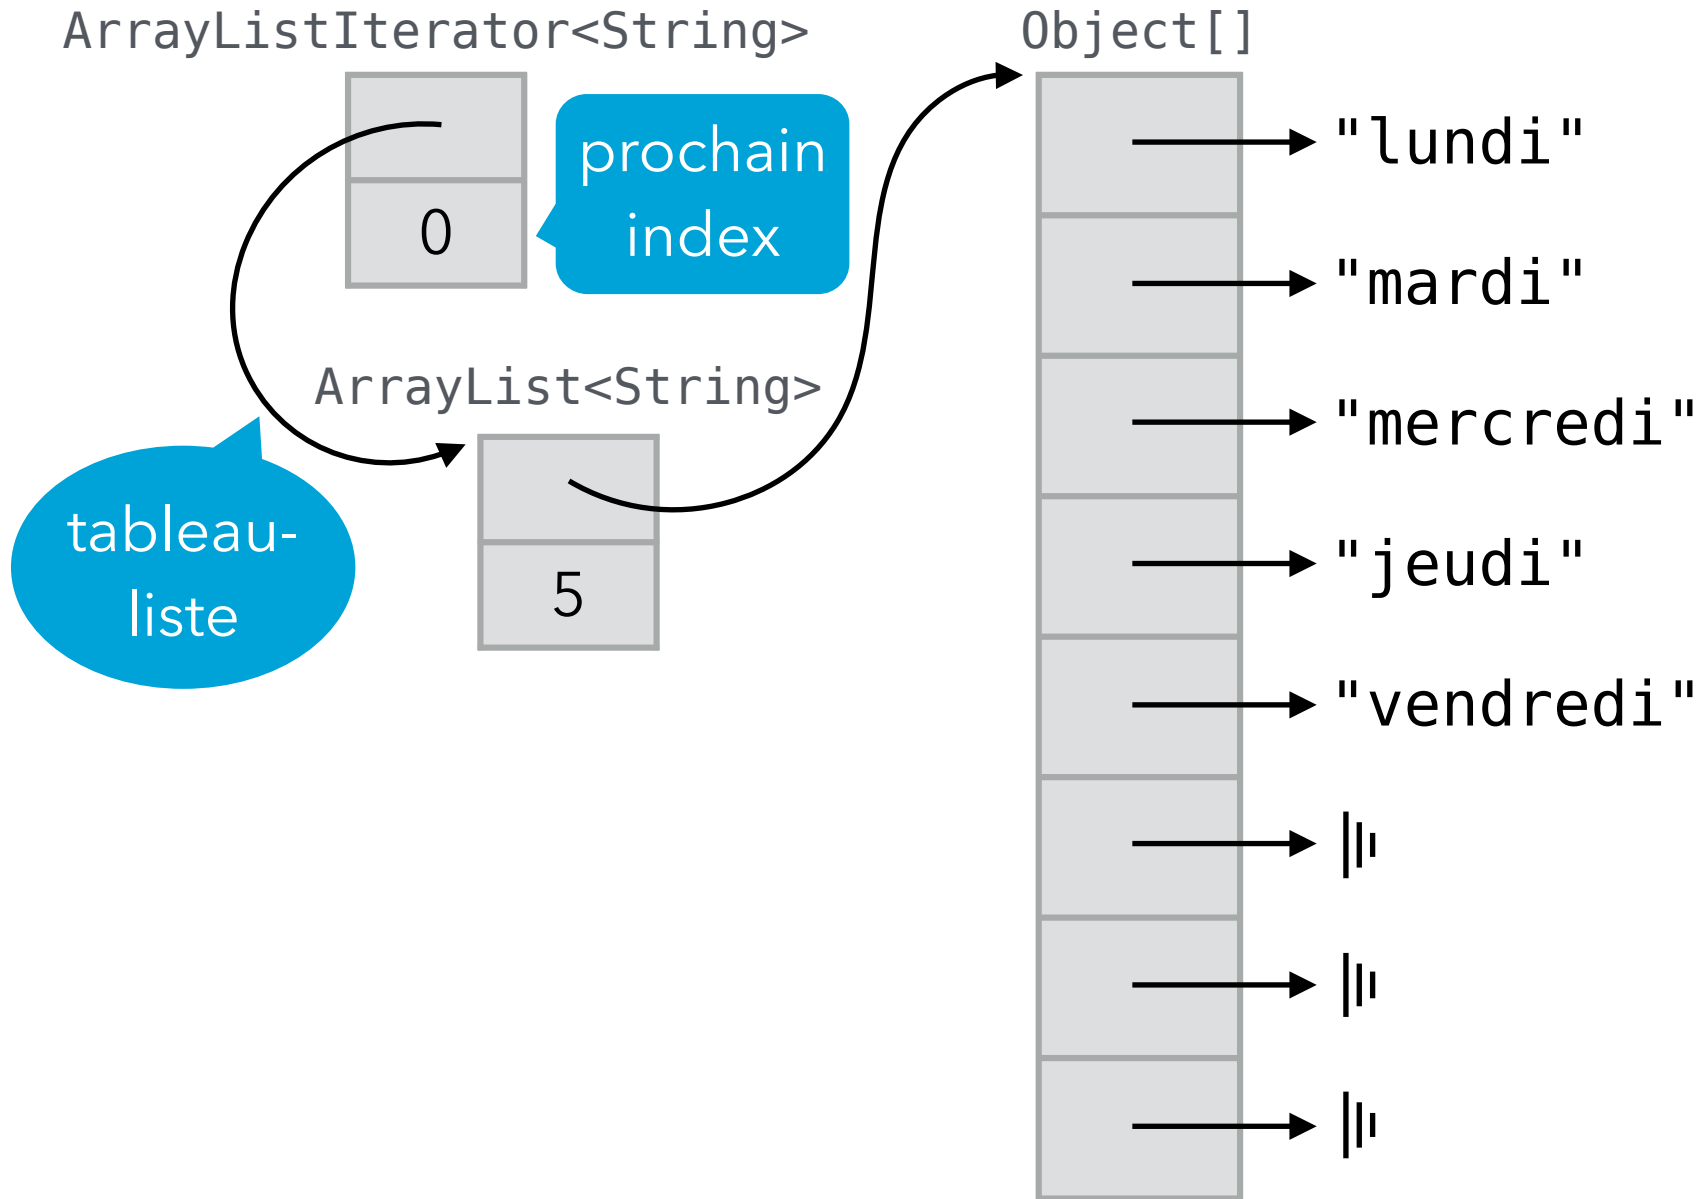 ArrayListIterator<String>
Object[]
prochain
index
0
"lundi"
"mardi"
ArrayList<String>
"mercredi"
tableau-
liste
5
"jeudi"
"vendredi"